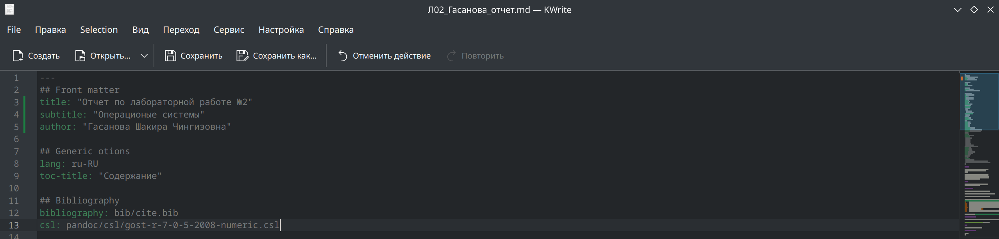 Л02_Гасанова_отчет.md — KWrite
File Правка Selection Вид Переход Сервис Настройка Справка
Создать Открыть... Сохранить Сохранить как... Отменить действие Повторить
1 ---
2 ## Front matter
3 title: "Отчет по лабораторной работе №2"
4 subtitle: "Операционые системы"
5 author: "Гасанова Шакира Чингизовна"
6
7 ## Generic otions
8 lang: ru-RU
9 toc-title: "Содержание"
10
11 ## Bibliography
12 bibliography: bib/cite.bib
13 csl: pandoc/csl/gost-r-7-0-5-2008-numeric.csl
14